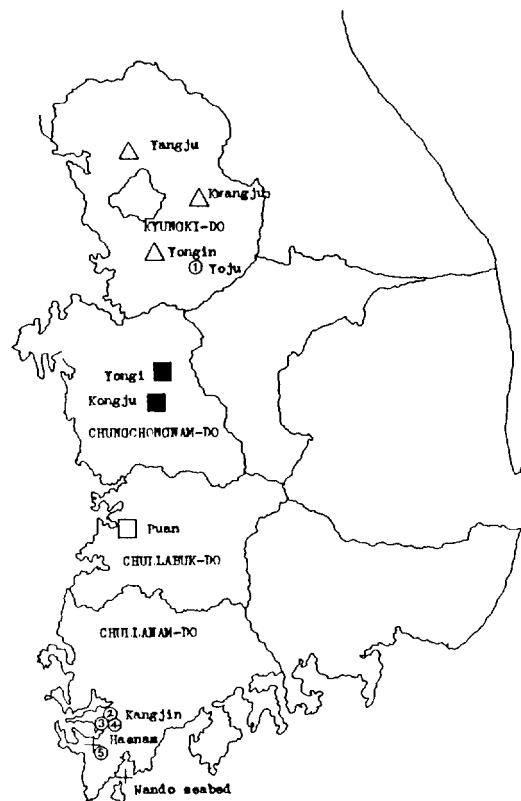 Yangju
Kwangju
KYUNGKI-DO
Yongin
1 Yoju
Yongi
Kongju
CHUNGCHONGNAM-DO
Puan
CHULLABUK-DO
CHULLANAM-DO
2 Kangjin
3 4
Haenam
5
Wando seabed